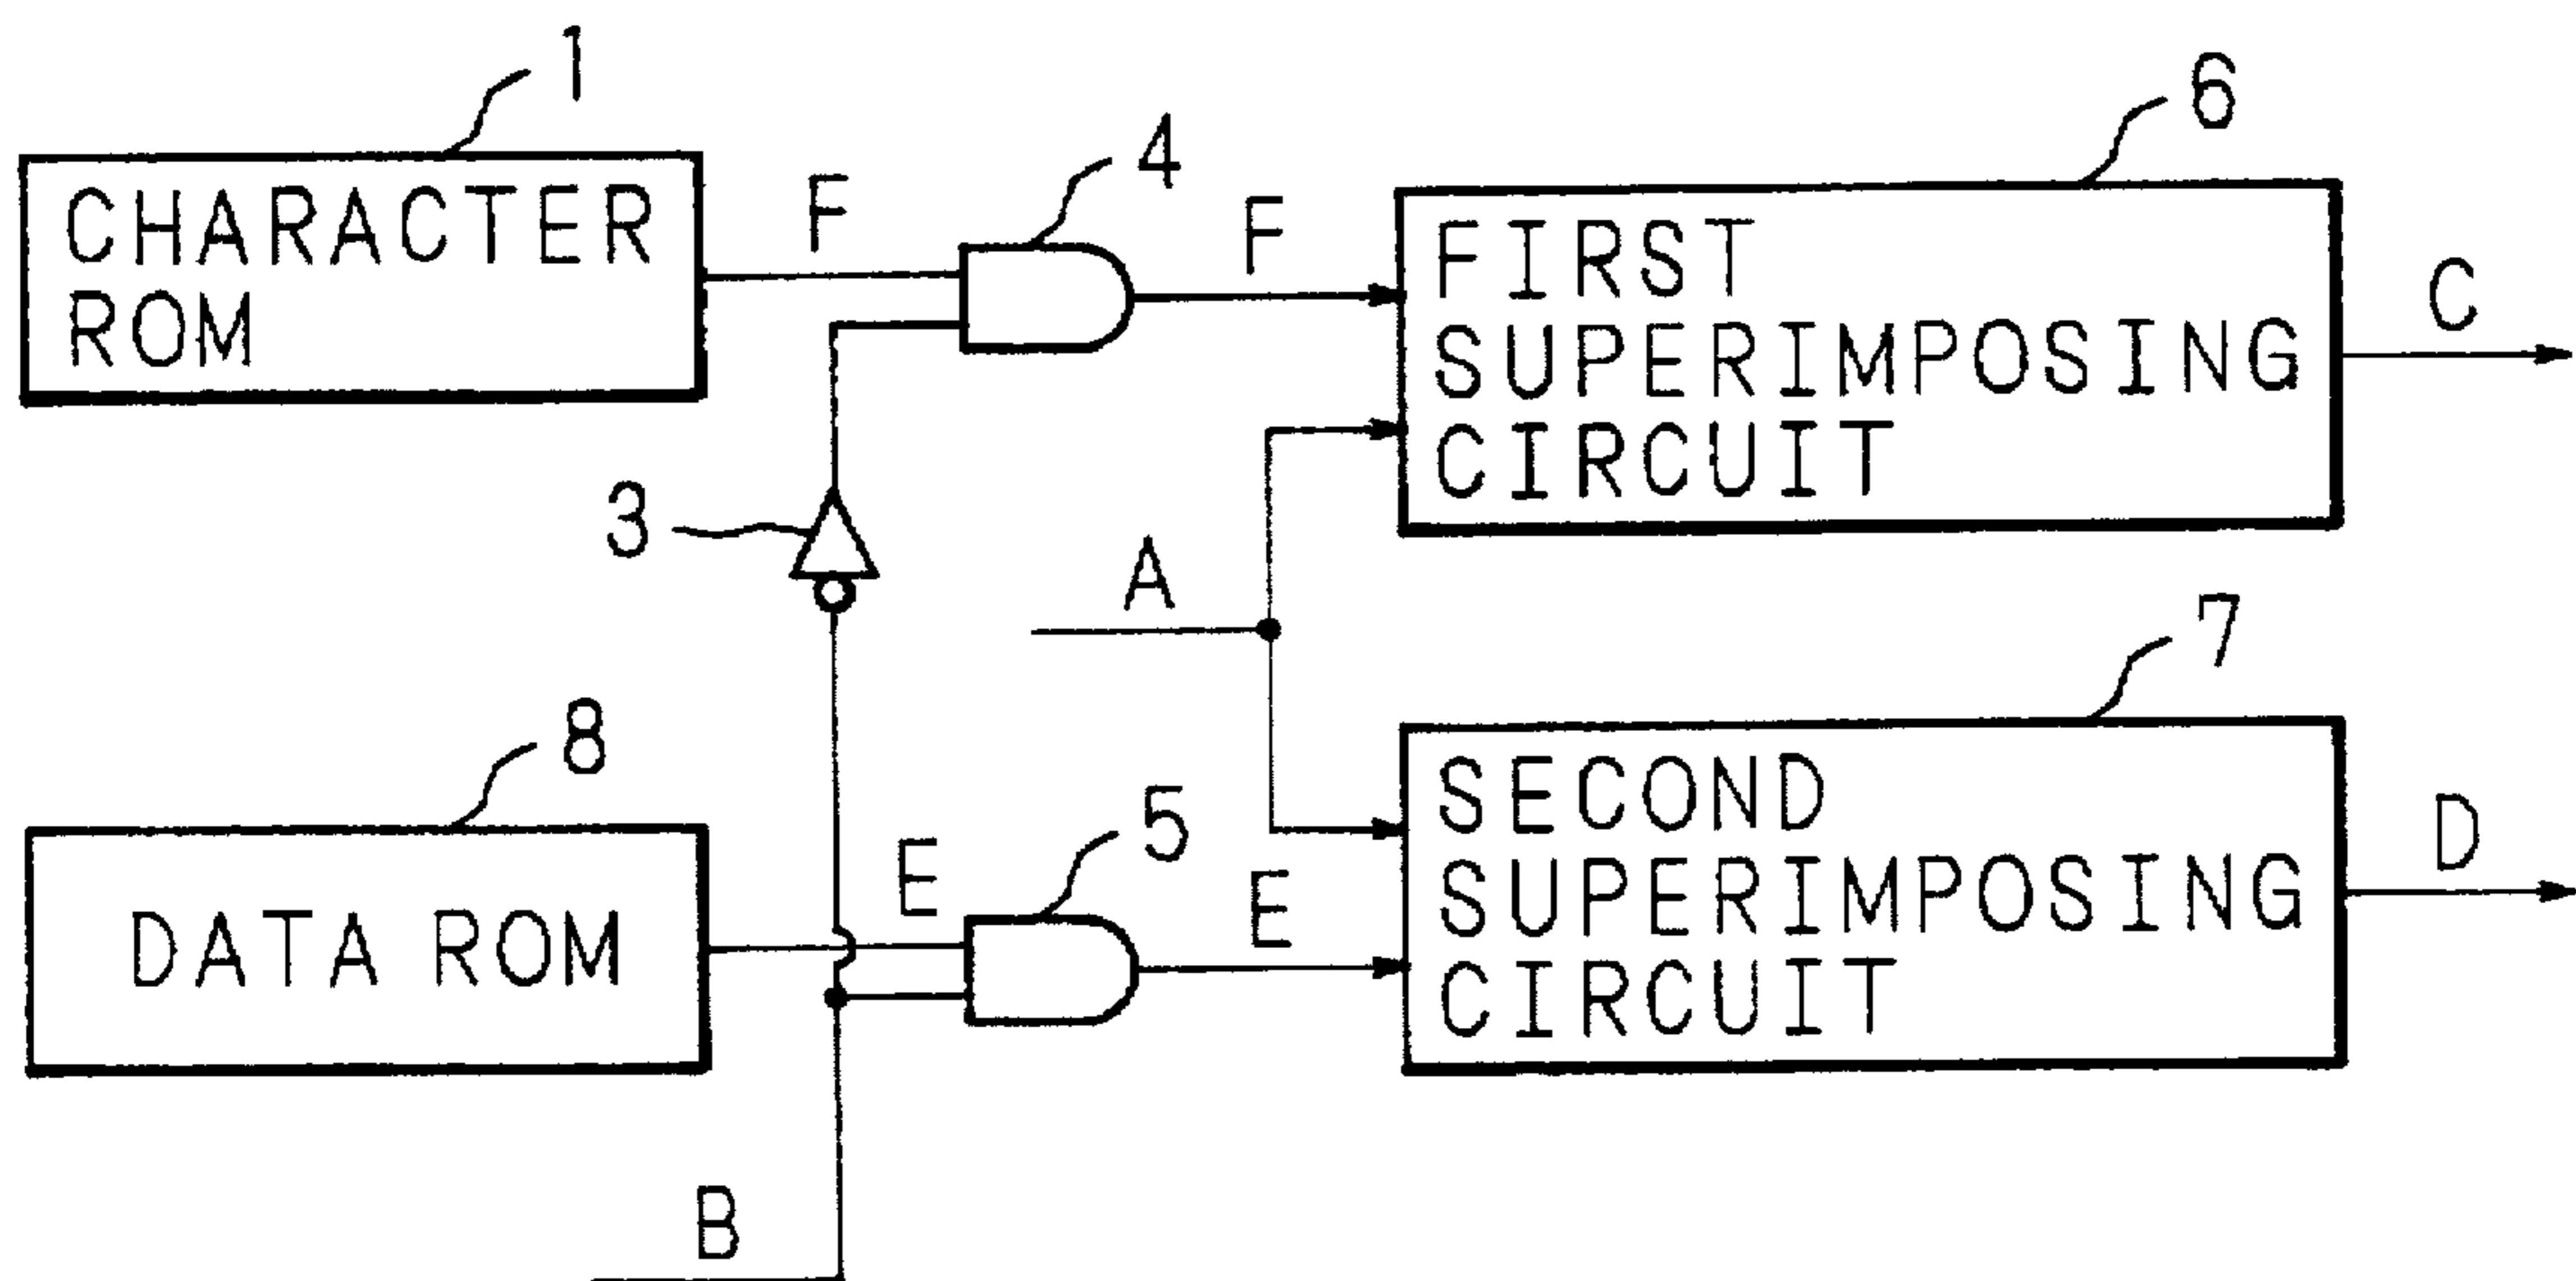 1
CHARACTER
ROM
F
4
F
6
FIRST
SUPERIMPOSING
CIRCUIT
C
3
A
8
DATA ROM
E
5
E
7
SECOND
SUPERIMPOSING
CIRCUIT
D
B